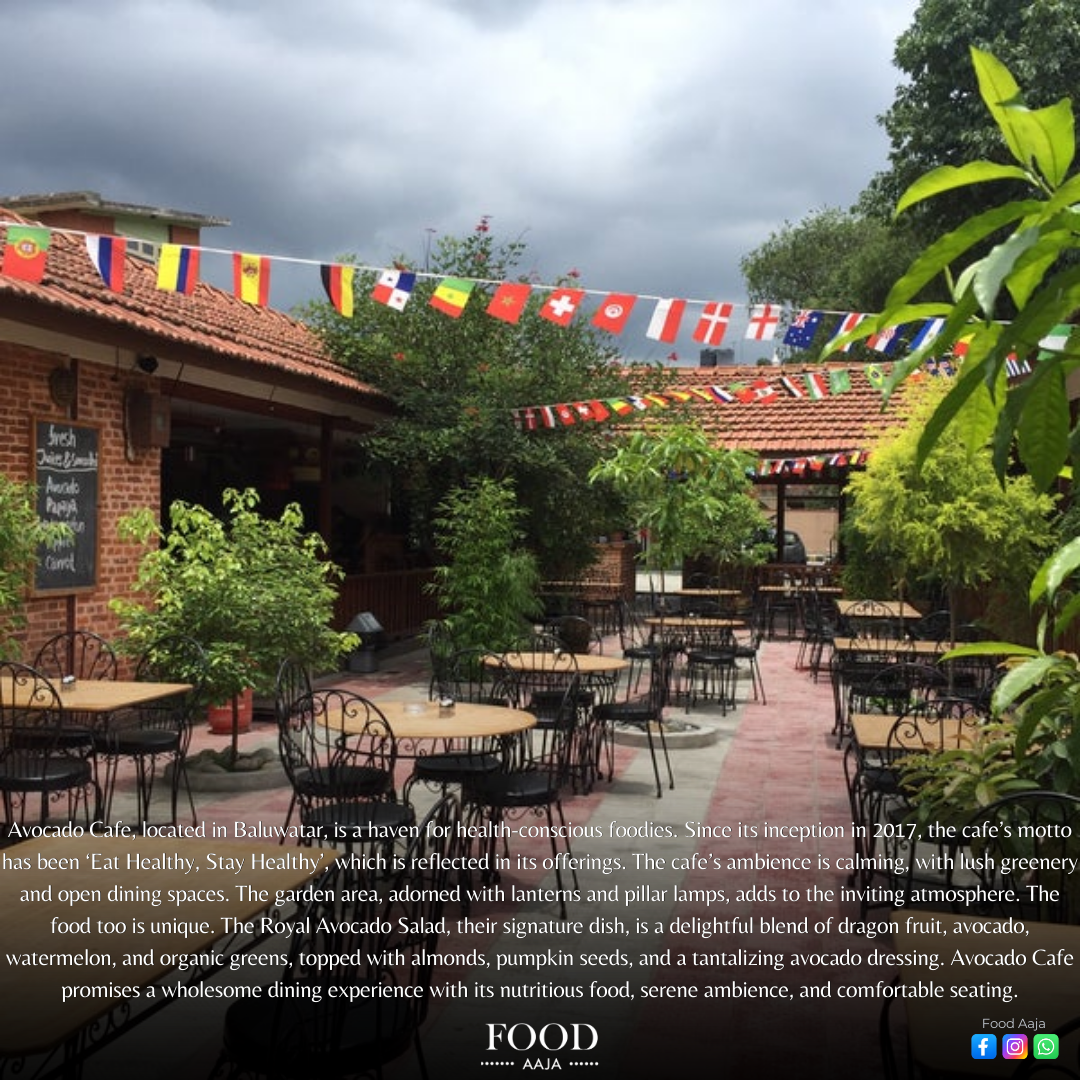 Fresh
Juices & Smoothi
Avocado
Papaya
Carrot
Avocado Cafe, located in Baluwatar, is a haven for health-conscious foodies. Since its inception in 2017, the cafe's motto
has been ‘Eat Healthy, Stay Healthy’, which is reflected in its offerings. The cafe's ambience is calming, with lush greenery
and open dining spaces. The garden area, adorned with lanterns and pillar lamps, adds to the inviting atmosphere. The
food too is unique. The Royal Avocado Salad, their signature dish, is a delightful blend of dragon fruit, avocado,
watermelon, and organic greens, topped with almonds, pumpkin seeds, and a tantalizing avocado dressing. Avocado Cafe
promises a wholesome dining experience with its nutritious food, serene ambience, and comfortable seating.
FOOD
AAJA
Food Aaja